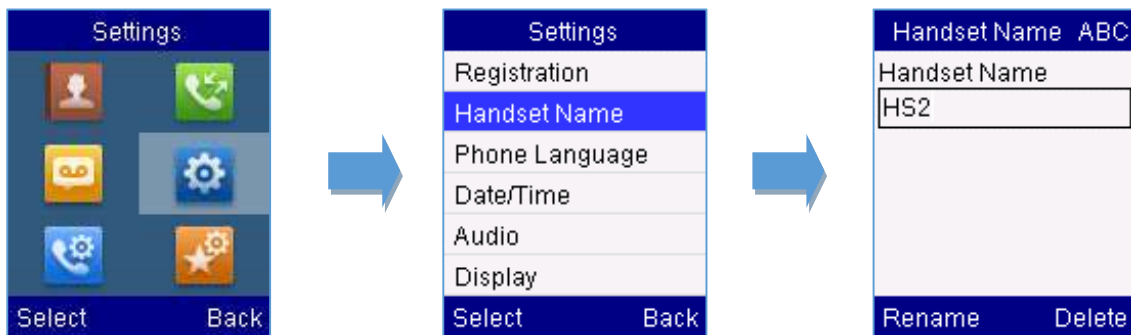 Settings
Select Back
Settings
Registration
Handset Name
Phone Language
Date/Time
Audio
Display
Select Back
Handset Name ABC
Handset Name
HS2
Rename Delete